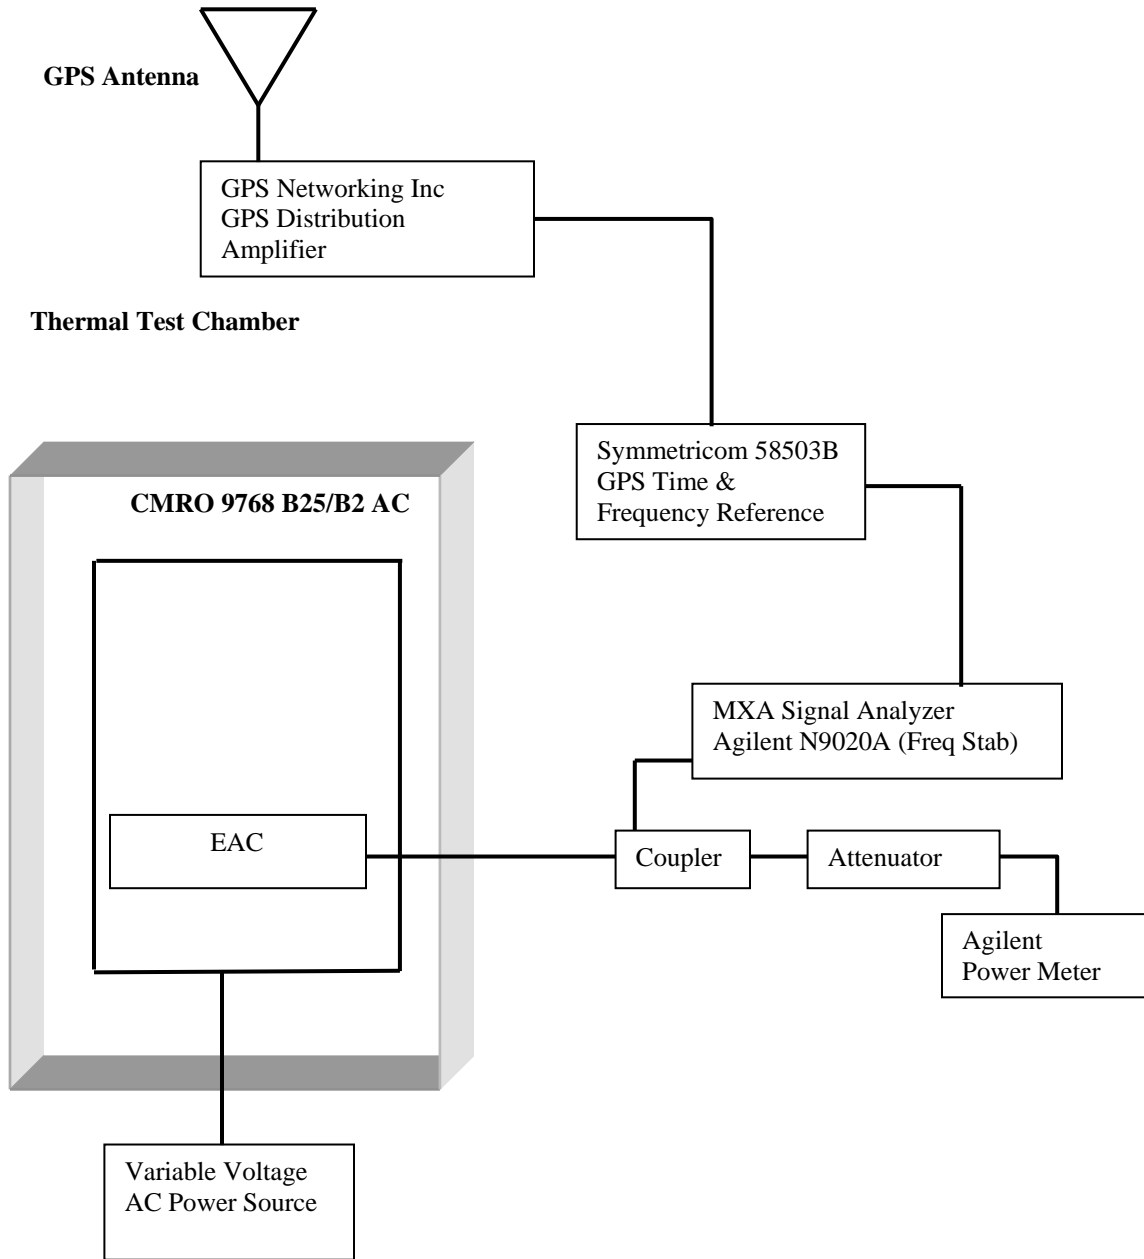 GPS Antenna
GPS Networking Inc
GPS Distribution
Amplifier
Thermal Test Chamber
Symmetricom 58503B
GPS Time &
Frequency Reference
CMRO 9768 B25/B2 AC
MXA Signal Analyzer
Agilent N9020A (Freq Stab)
EAC
Coupler
Attenuator
Agilent
Power Meter
Variable Voltage
AC Power Source